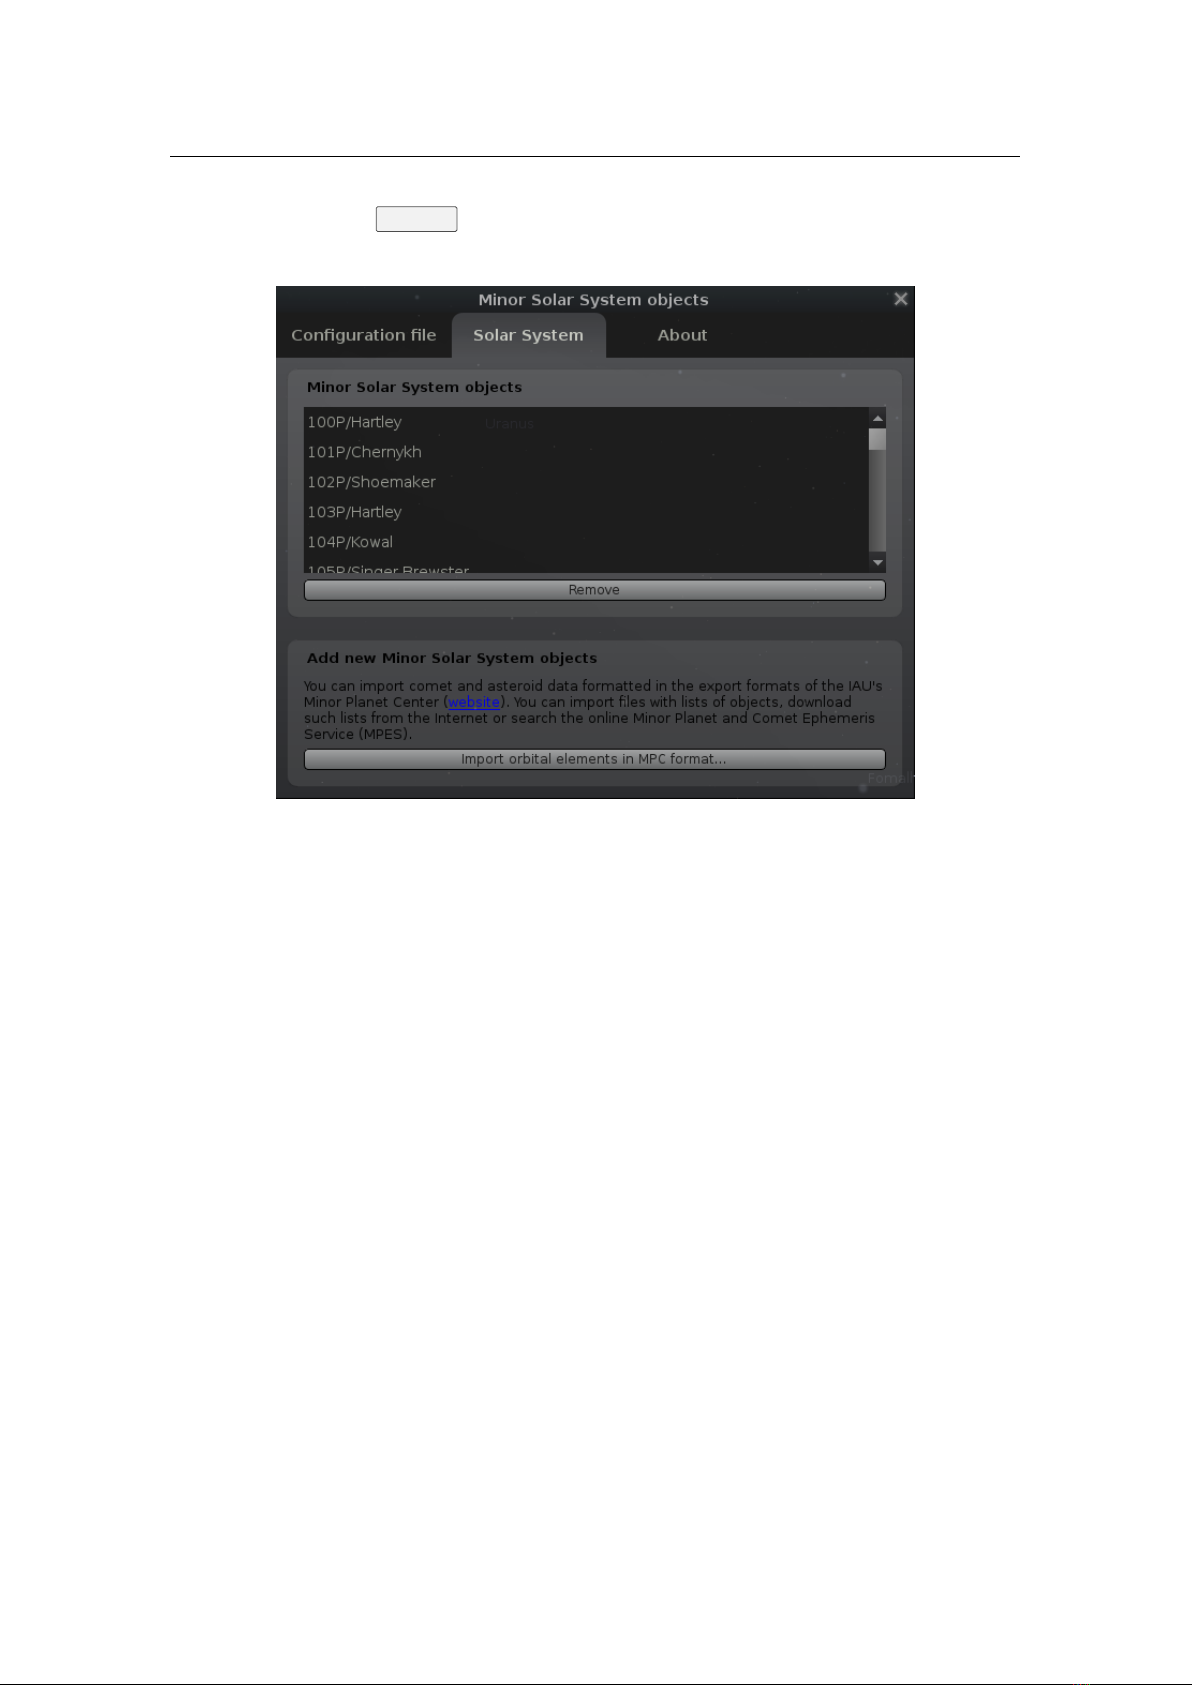 Minor Solar System objects
Configuration file Solar System About
Minor Solar System objects
100P/Hartley
Uranus
101P/Chernykh
102P/Shoemaker
103P/Hartley
104P/Kowal
105P/Singer Brewster
Remove
Add new Minor Solar System objects
You can import comet and asteroid data formatted in the export formats of the IAU's
Minor Planet Center (website). You can import files with lists of objects, download
such lists from the Internet or search the online Minor Planet and Comet Ephemeris
Service (MPES).
Import orbital elements in MPC format...